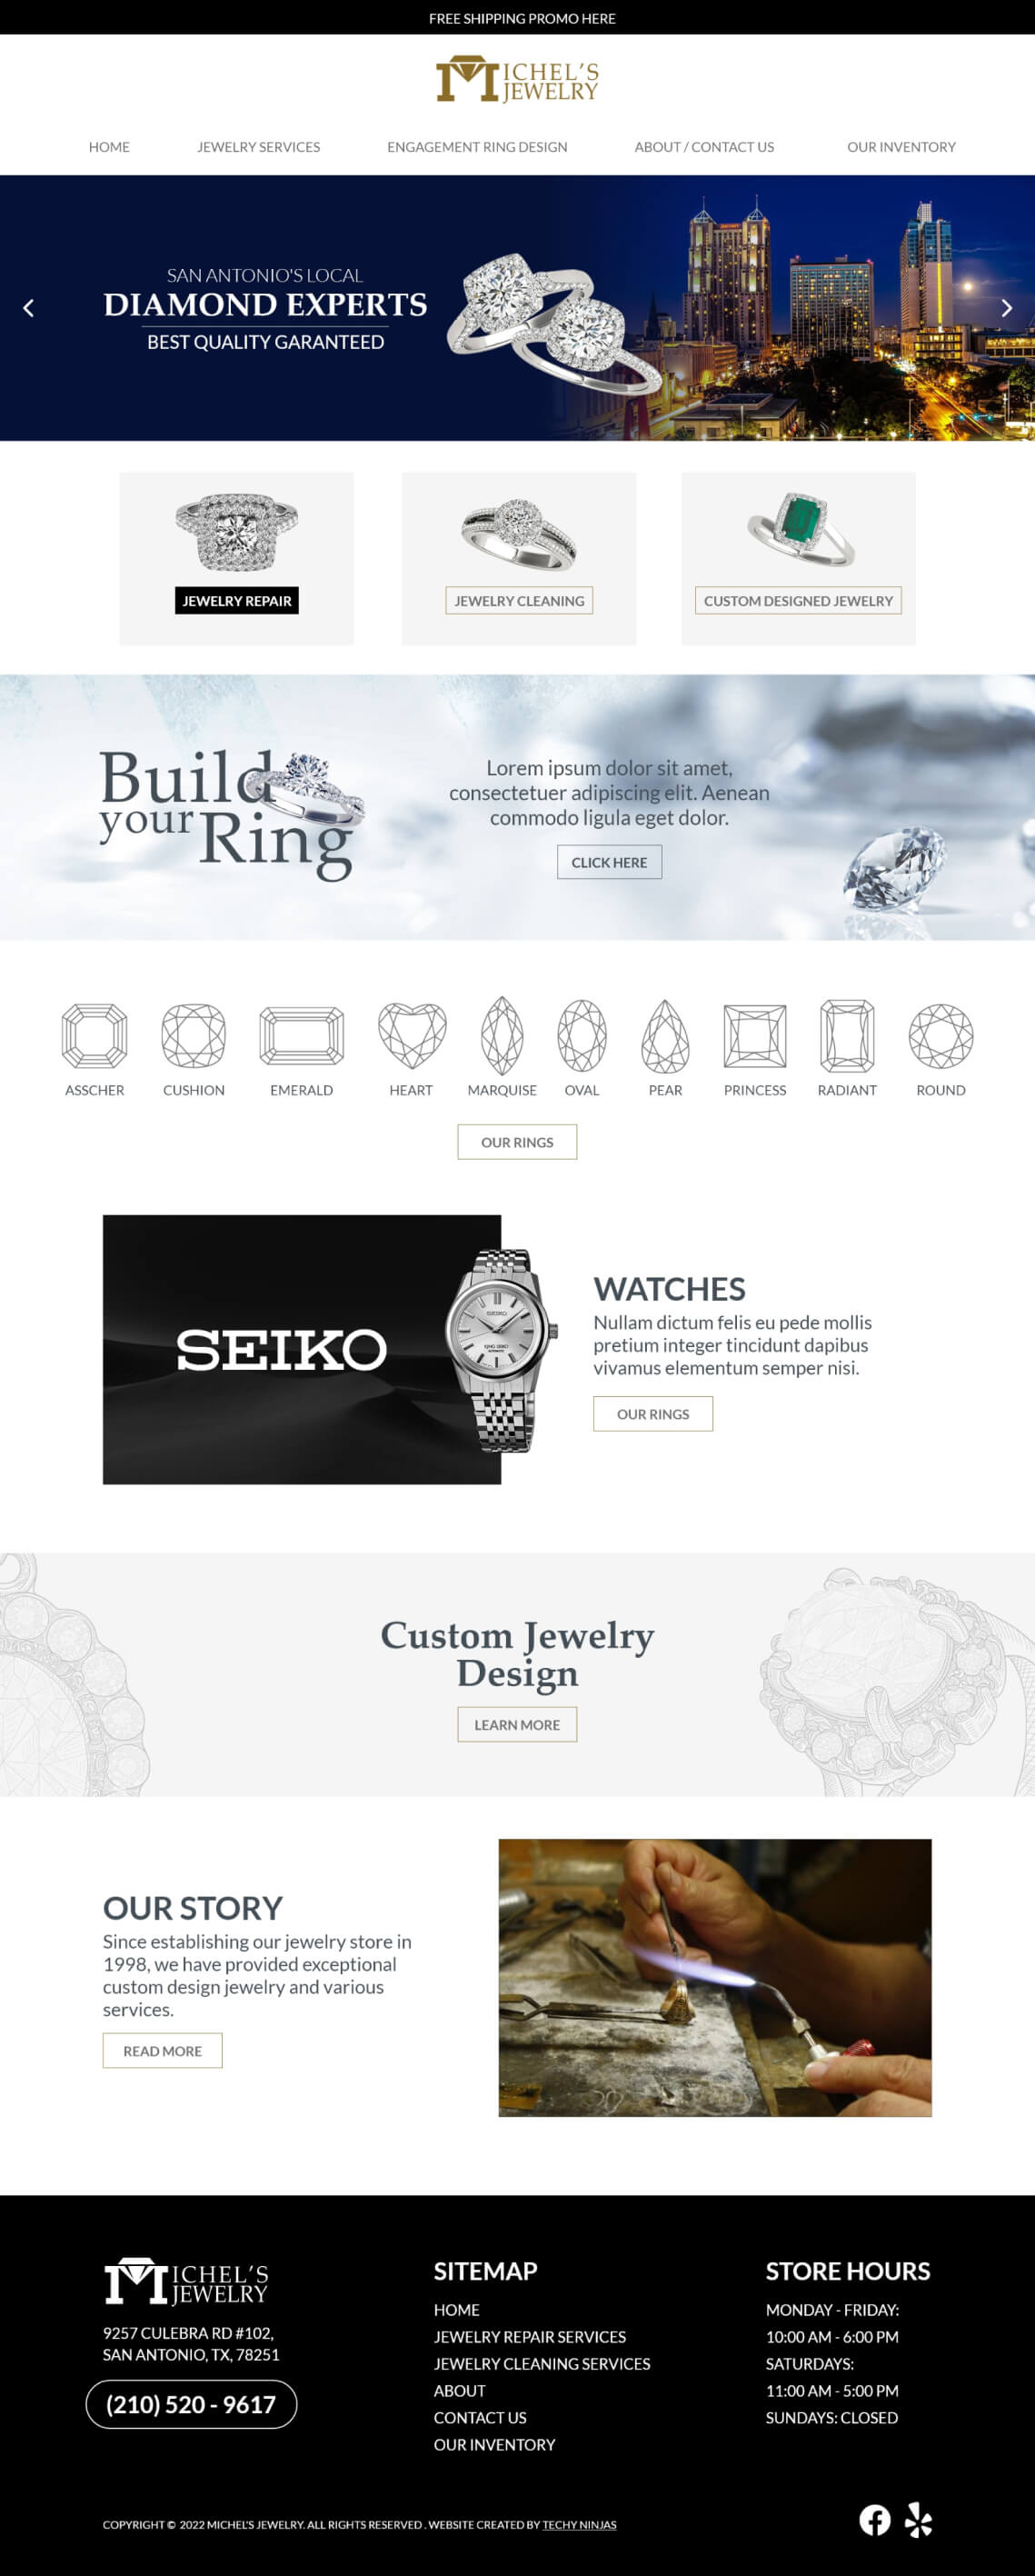 FREE SHIPPING PROMO HERE
MICHEL'S
JEWELRY
HOME JEWELRY SERVICES ENGAGEMENT RING DESIGN ABOUT / CONTACT US OUR INVENTORY
SAN ANTONIO'S LOCAL
DIAMOND EXPERTS
BEST QUALITY GARANTEED
JEWELRY REPAIR
JEWELRY CLEANING
CUSTOM DESIGNED JEWELRY
Build
your Ring
Lorem ipsum dolor sit amet,
consectetuer adipiscing elit. Aenean
commodo ligula eget dolor.
CLICK HERE
ASSCHER CUSHION EMERALD HEART MARQUISE OVAL PEAR PRINCESS RADIANT ROUND
OUR RINGS
SEIKO
SEIKO
KING SEIKO
AUTOMATIC
WATCHES
Nullam dictum felis eu pede mollis
pretium integer tincidunt dapibus
vivamus elementum semper nisi.
OUR RINGS
Custom Jewelry
Design
LEARN MORE
OUR STORY
Since establishing our jewelry store in
1998, we have provided exceptional
custom design jewelry and various
services.
READ MORE
MICHEL'S
JEWELRY
9257 CULEBRA RD #102,
SAN ANTONIO, TX, 78251
(210) 520 - 9617
SITEMAP
HOME
JEWELRY REPAIR SERVICES
JEWELRY CLEANING SERVICES
ABOUT
CONTACT US
OUR INVENTORY
STORE HOURS
MONDAY - FRIDAY:
10:00 AM - 6:00 PM
SATURDAYS:
11:00 AM - 5:00 PM
SUNDAYS: CLOSED
COPYRIGHT © 2022 MICHEL'S JEWELRY. ALL RIGHTS RESERVED . WEBSITE CREATED BY TECHY NINJAS